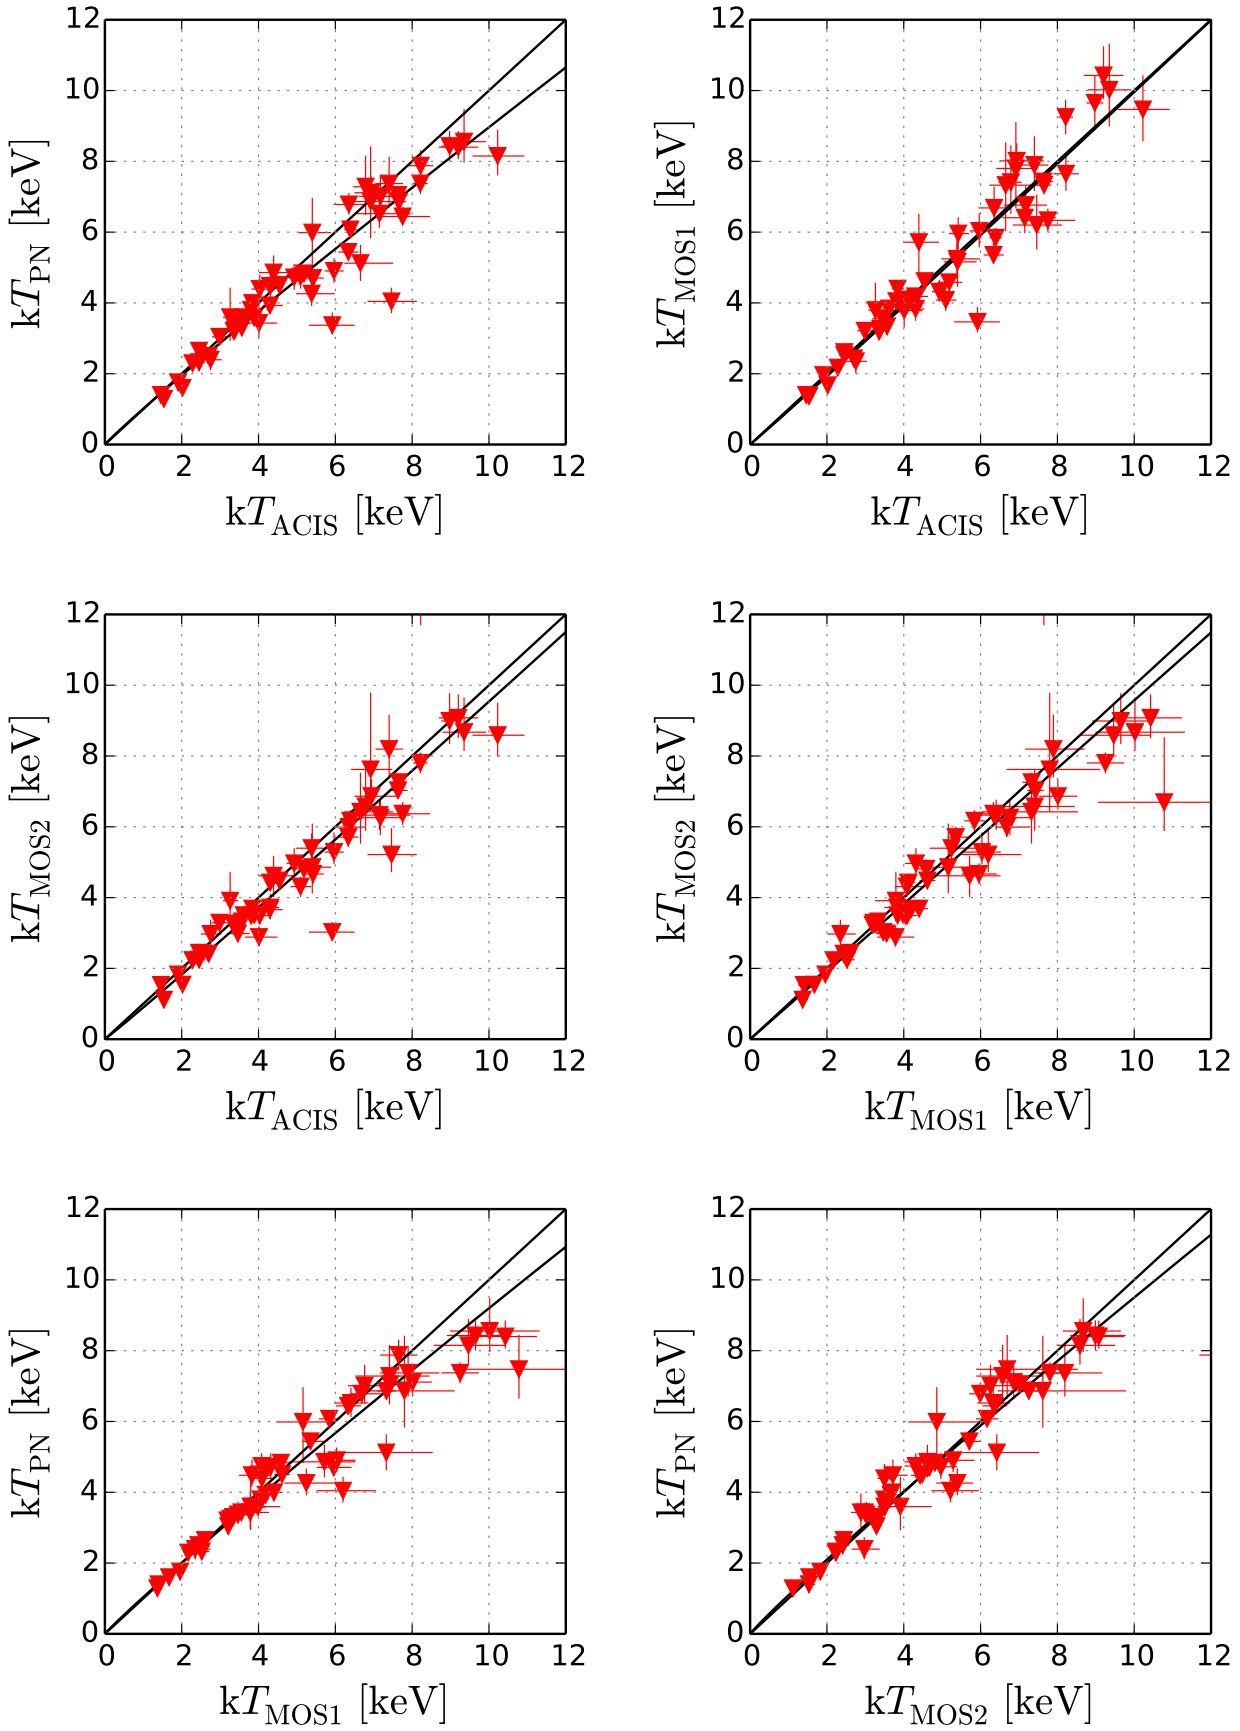 12 12
10 10
8 8
6 6
4 4
2 2
0 0
kT_PN [keV] kT_MOS1 [keV]
0 2 4 6 8 10 12 0 2 4 6 8 10 12
kT_ACIS [keV] kT_ACIS [keV]
12 12
10 10
8 8
6 6
4 4
2 2
0 0
kT_MOS2 [keV] kT_MOS2 [keV]
0 2 4 6 8 10 12 0 2 4 6 8 10 12
kT_ACIS [keV] kT_MOS1 [keV]
12 12
10 10
8 8
6 6
4 4
2 2
0 0
kT_PN [keV] kT_PN [keV]
0 2 4 6 8 10 12 0 2 4 6 8 10 12
kT_MOS1 [keV] kT_MOS2 [keV]